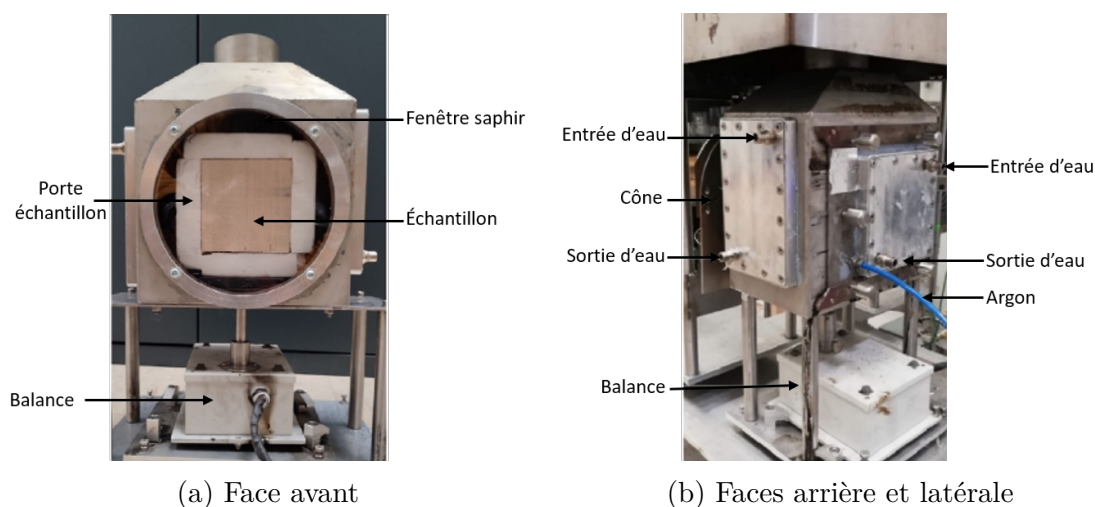 Fenêtre saphir
Porte
échantillon
Échantillon
Balance
(a) Face avant
Entrée d’eau
Entrée d’eau
Cône
Sortie d’eau
Sortie d’eau
Argon
Balance
(b) Faces arrière et latérale